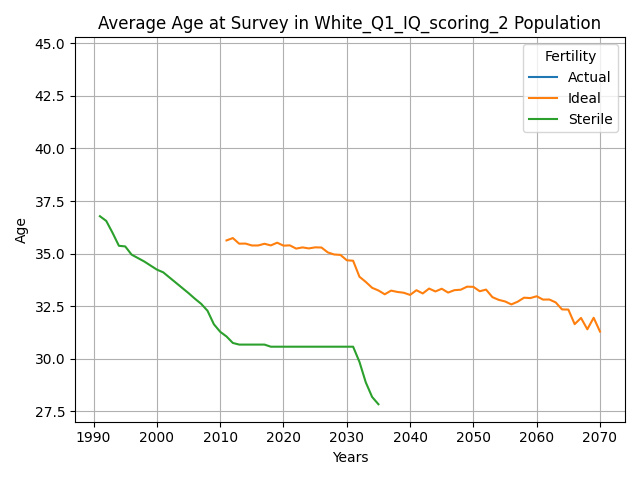 Average Age at Survey in White_Q1_IQ_scoring_2 Population
45.0
42.5
40.0
37.5
35.0
32.5
30.0
27.5
Age
Fertility
Actual
Ideal
Sterile
1990 2000 2010 2020 2030 2040 2050 2060 2070
Years